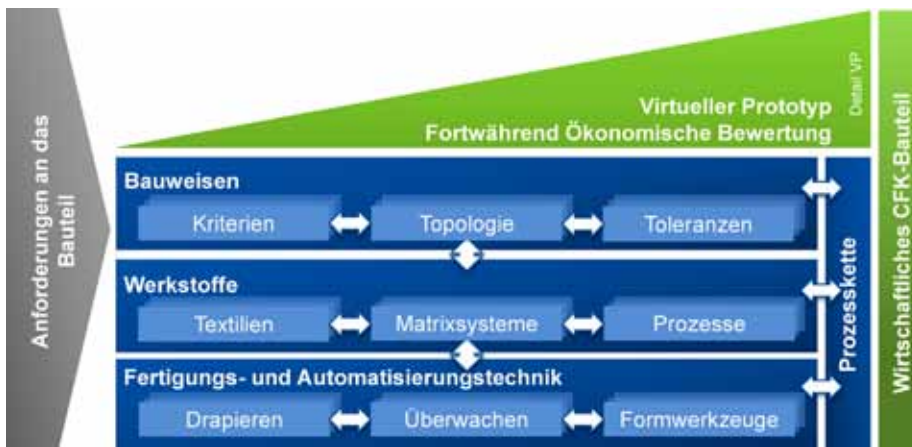 Anforderungen an das
Bauteil
Virtueller Prototyp
Fortwährend Ökonomische Bewertung
Detail VP
Bauweisen
Kriterien
Topologie
Toleranzen
Werkstoffe
Textilien
Matrixsysteme
Prozesse
Fertigungs- und Automatisierungstechnik
Drapieren
Überwachen
Formwerkzeuge
Prozesskette
Wirtschaftliches CFK-Bauteil